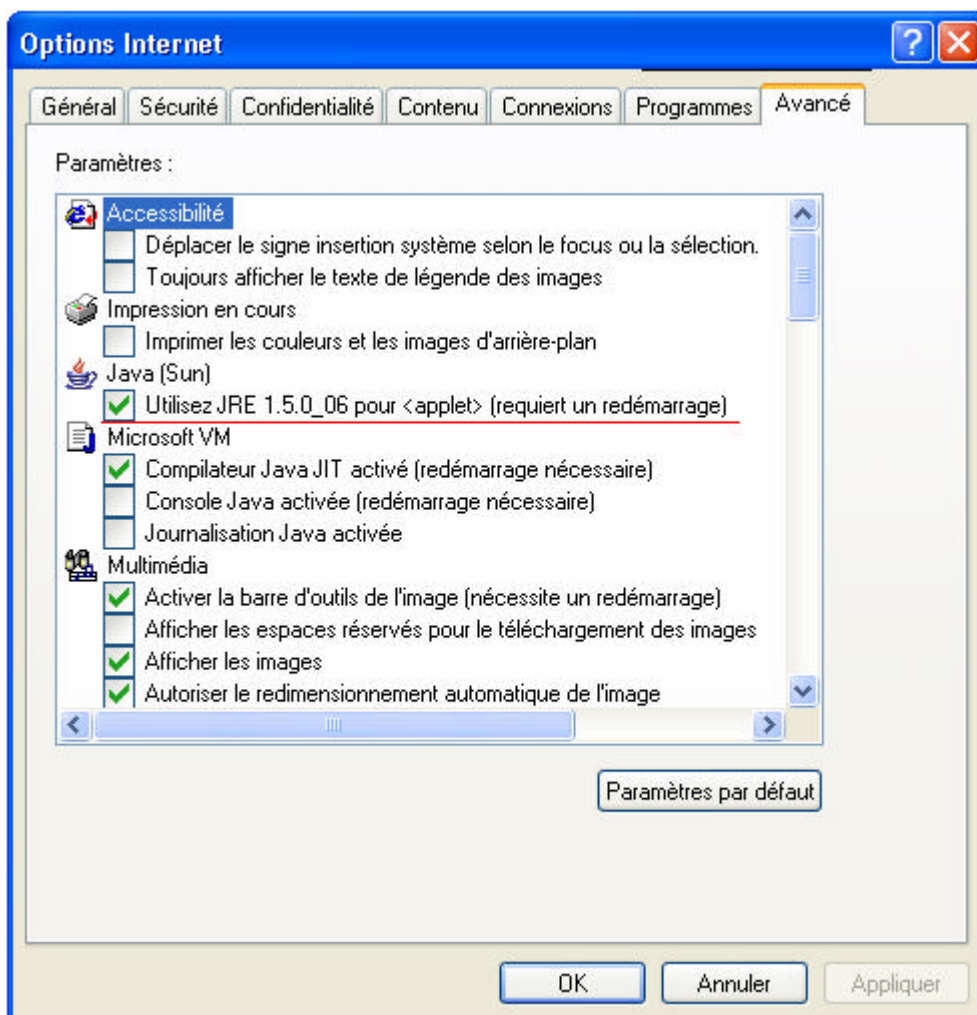 Options Internet
Général Sécurité Confidentialité Contenu Connexions Programmes Avancé
Paramètres :
Accessibilité
Déplacer le signe insertion système selon le focus ou la sélection.
Toujours afficher le texte de légende des images
Impression en cours
Imprimer les couleurs et les images d'arrière-plan
Java (Sun)
Utilisez JRE 1.5.0_06 pour <applet> (requiert un redémarrage)
Microsoft VM
Compilateur Java JIT activé (redémarrage nécessaire)
Console Java activée (redémarrage nécessaire)
Journalisation Java activée
Multimédia
Activer la barre d'outils de l'image (nécessite un redémarrage)
Afficher les espaces réservés pour le téléchargement des images
Afficher les images
Autoriser le redimensionnement automatique de l'image
Paramètres par défaut
OK Annuler Appliquer